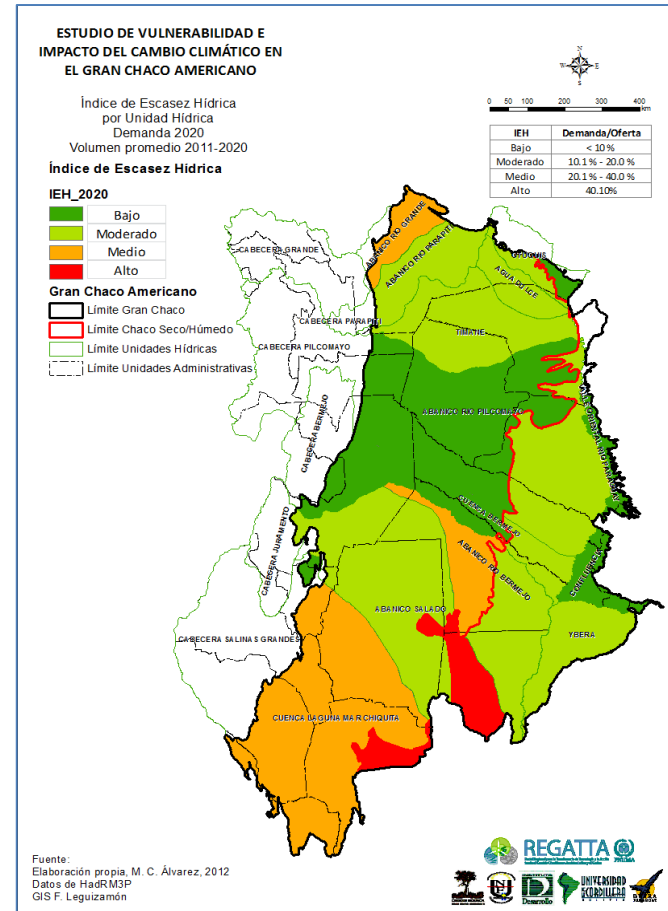 ESTUDIO DE VULNERABILIDAD E
IMPACTO DEL CAMBIO CLIMÁTICO EN
EL GRAN CHACO AMERICANO
Índice de Escasez Hídrica
por Unidad Hídrica
Demanda 2020
Volumen promedio 2011-2020
Índice de Escasez Hídrica
IEH_2020
Bajo
Moderado
Medio
Alto
Gran Chaco Americano
Límite Gran Chaco
Límite Chaco Seco/Húmedo
Límite Unidades Hídricas
Límite Unidades Administrativas
N
W E
S
0 50 100 200 300 400
km
IEH Demanda/Oferta
Bajo < 10 %
Moderado 10.1 % - 20.0 %
Medio 20.1 % - 40.0 %
Alto 40.10%
ABANICO RIO GRANDE
CABECERA GRANDE
ABANICO RIO PARAPITI
AGUA DULCE
CABECERA PARAPITI
TIMANE
CABECERA PILCOMAYO
ABANICO RIO PILCOMAYO
CABECERA BERMEJO
CUENCA BERMEJO
CABECERA JURAMENTO
ABANICO RIO BERMEJO
CONFLUENCIA
ABANICO SALADO
CABECERA SALINAS GRANDES
YBERA
CUENCA LAGUNA MAR CHIQUITA
Fuente:
Elaboración propia, M. C. Álvarez, 2012
Datos de HadRM3P
GIS F. Leguizamón
REGATTA
PNUMA
Desarrollo
UNIVERSIDAD
CORDILLERA
BOLIVIA